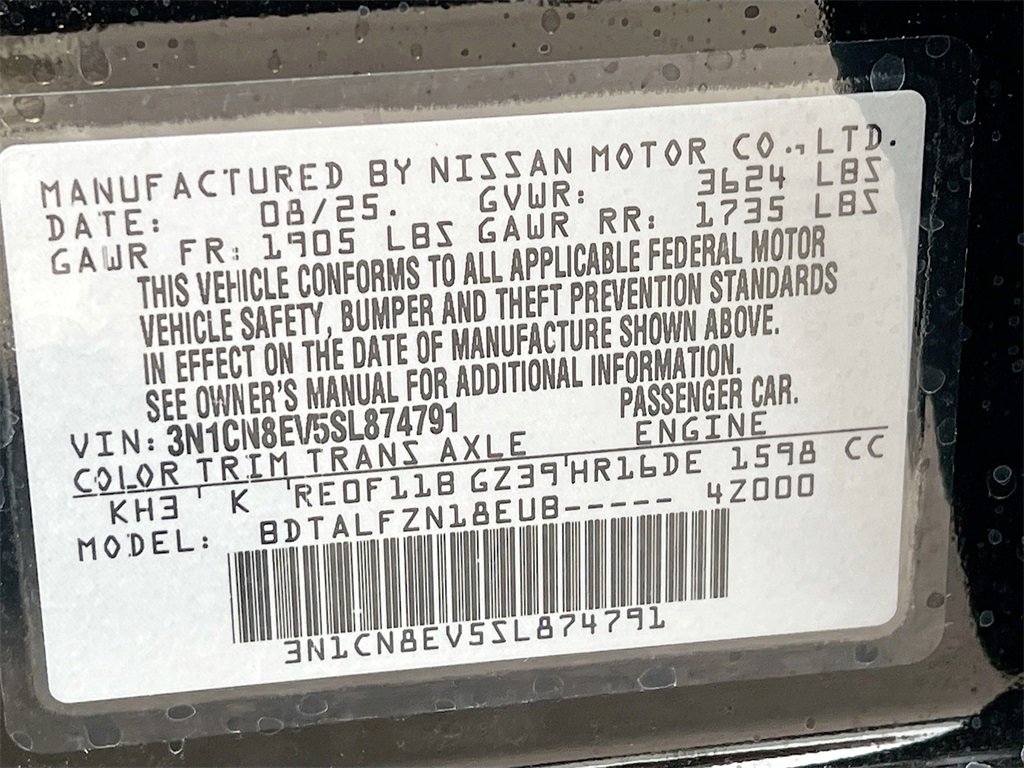 MANUFACTURED BY NISSAN MOTOR CO., LTD.
DATE: 08/25. GVWR: 3624 LBS
GAWR FR: 1905 LBS GAWR RR: 1735 LBS
THIS VEHICLE CONFORMS TO ALL APPLICABLE FEDERAL MOTOR
VEHICLE SAFETY, BUMPER AND THEFT PREVENTION STANDARDS
IN EFFECT ON THE DATE OF MANUFACTURE SHOWN ABOVE.
SEE OWNER'S MANUAL FOR ADDITIONAL INFORMATION.
VIN: 3N1CN8EV5SL874791 PASSENGER CAR.
COLOR TRIM TRANS AXLE ENGINE
KH3 K RE0F11B GZ39 HR16DE 1598 CC
MODEL: BDTALFZN18EUB----- 4Z000
3N1CN8EV5SL874791